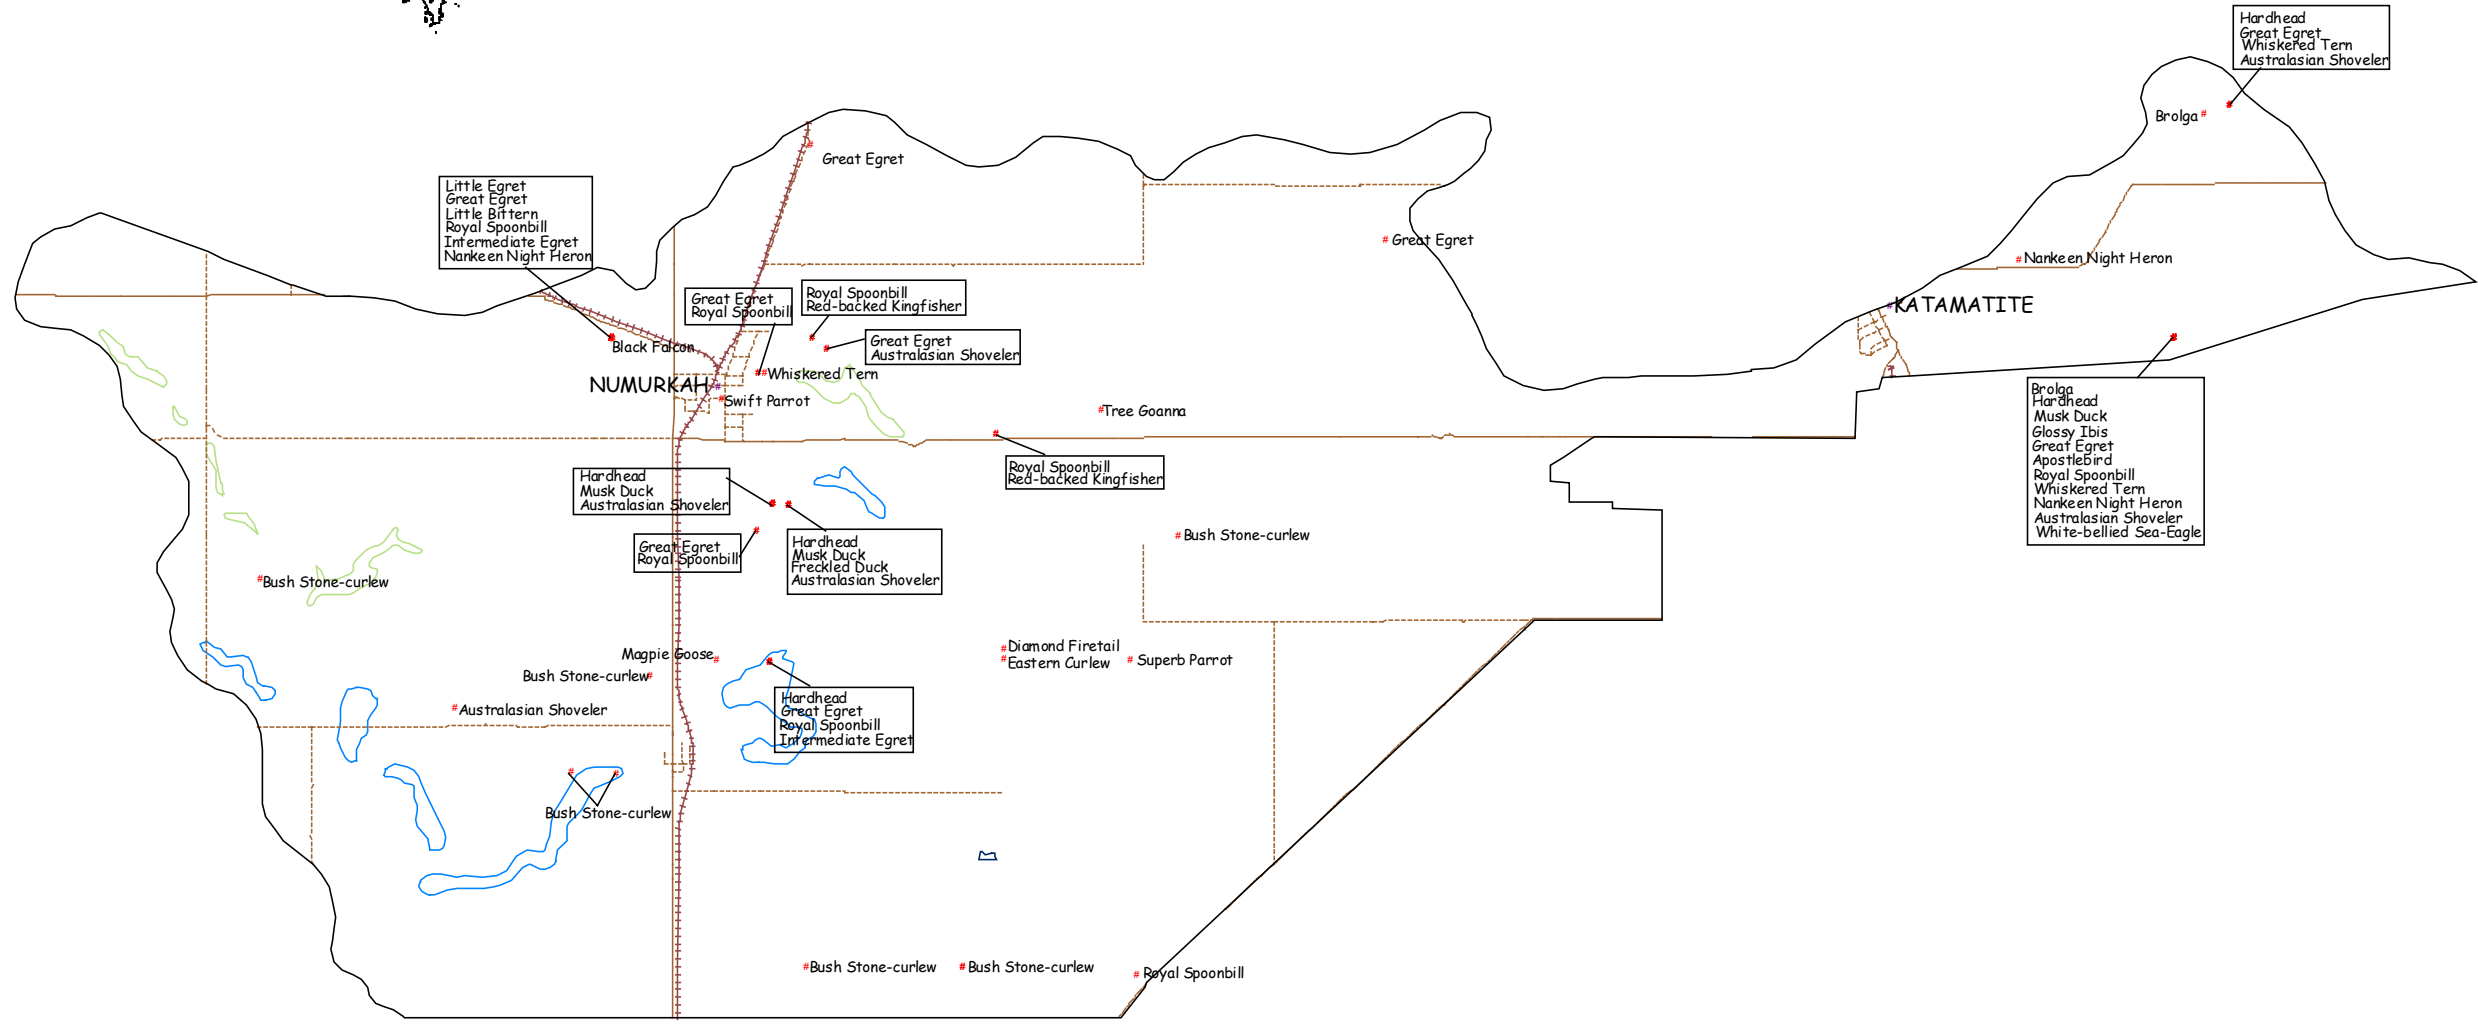 Hardhead
Great Egret
Whiskered Tern
Australasian Shoveler
Brolga
Great Egret
Little Egret
Great Egret
Little Bittern
Royal Spoonbill
Intermediate Egret
Nankeen Night Heron
Great Egret
Nankeen Night Heron
Great Egret
Royal Spoonbill
Royal Spoonbill
Red-backed Kingfisher
KATAMATITE
Great Egret
Australasian Shoveler
Black Falcon
Whiskered Tern
NUMURKAH
Swift Parrot
Tree Goanna
Brolga
Hardhead
Musk Duck
Glossy Ibis
Great Egret
Apostlebird
Royal Spoonbill
Whiskered Tern
Nankeen Night Heron
Australasian Shoveler
White-bellied Sea-Eagle
Royal Spoonbill
Red-backed Kingfisher
Hardhead
Musk Duck
Australasian Shoveler
Great Egret
Royal Spoonbill
Hardhead
Musk Duck
Freckled Duck
Australasian Shoveler
Bush Stone-curlew
Bush Stone-curlew
Magpie Goose
Diamond Firetail
Eastern Curlew
Superb Parrot
Bush Stone-curlew
Australasian Shoveler
Hardhead
Great Egret
Royal Spoonbill
Intermediate Egret
Bush Stone-curlew
Bush Stone-curlew
Bush Stone-curlew
Royal Spoonbill